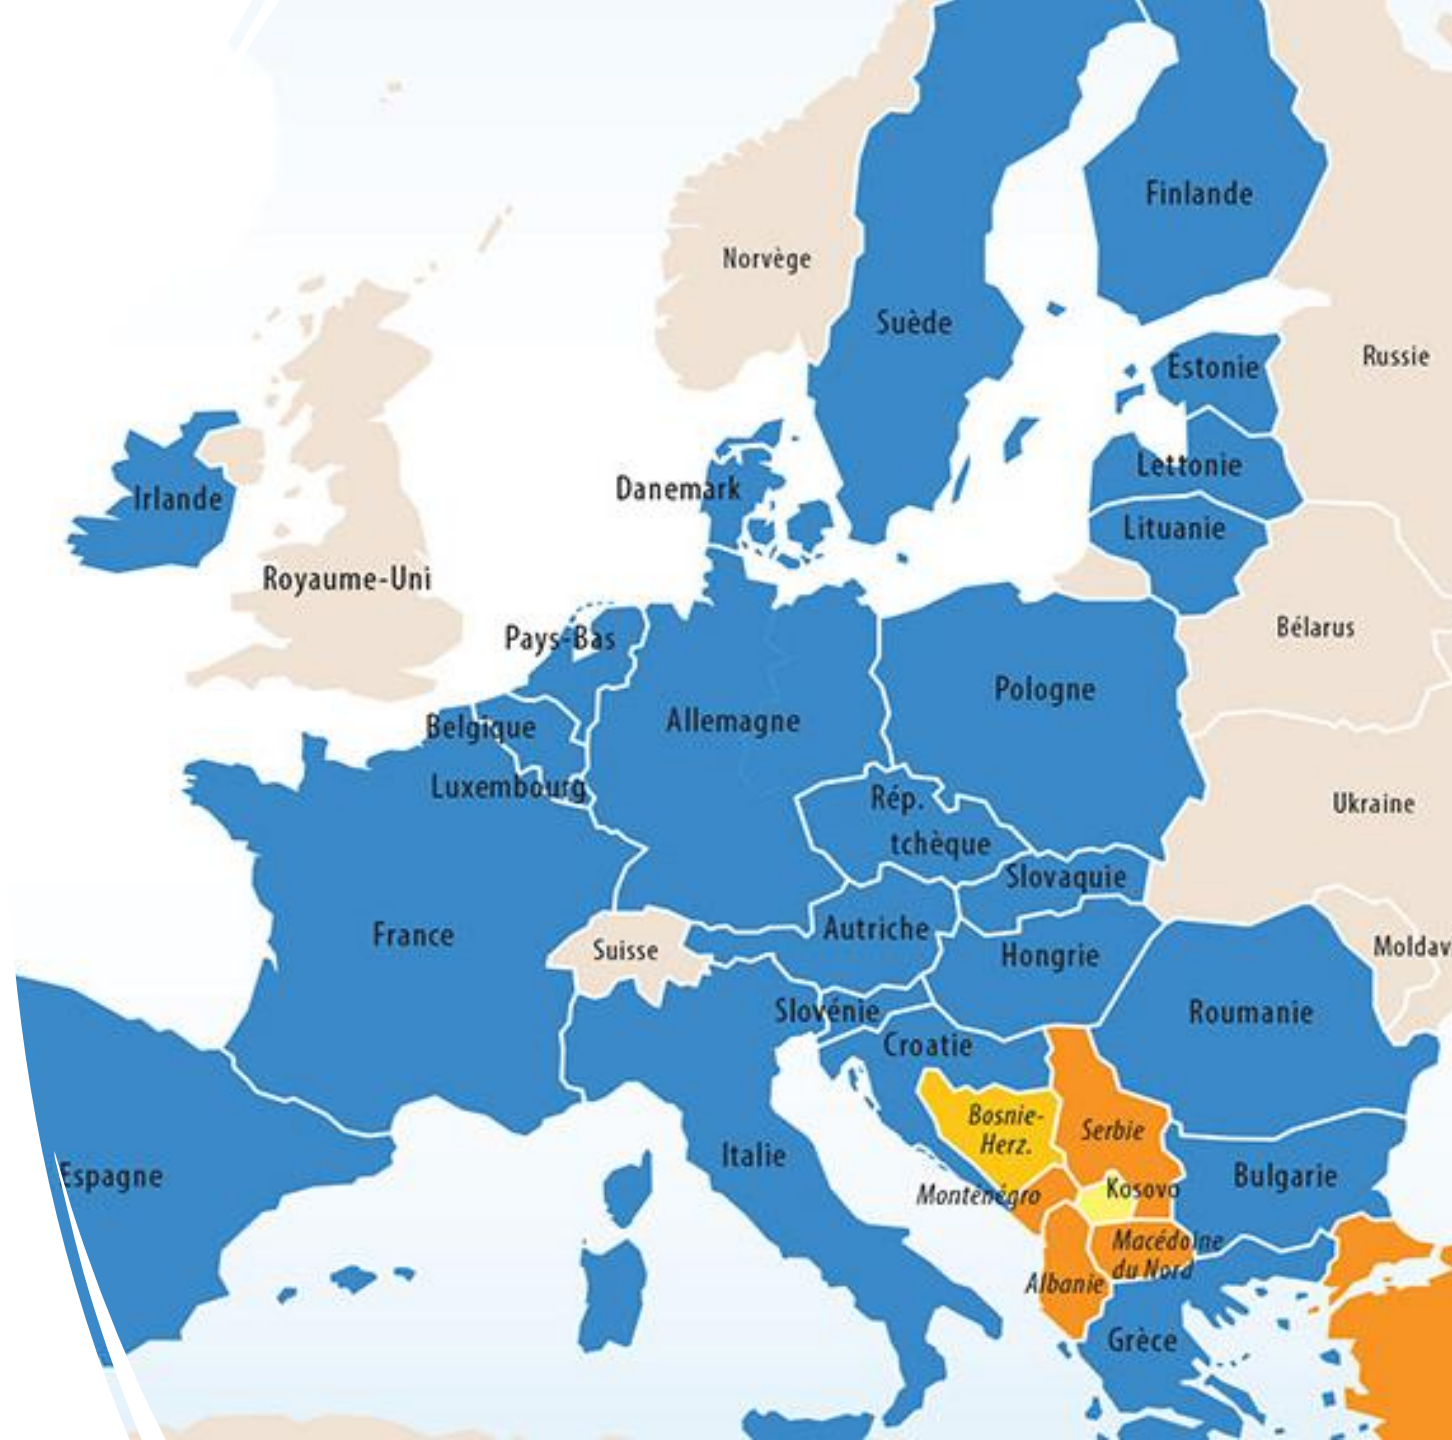 Finlande
Norvège
Suède
Russie
Estonie
Lettonie
Danemark
Irlande
Lituanie
Royaume-Uni
Bélarus
Pays-Bas
Pologne
Allemagne
Belgique
Luxembourg
Rép.
tchèque
Ukraine
Slovaquie
Autriche
France
Suisse
Hongrie
Moldav
Slovénie
Roumanie
Croatie
Bosnie-
Herz.
Serbie
Italie
Espagne
Bulgarie
Kosovo
Monténégro
Macédoine
du Nord
Albanie
Grèce